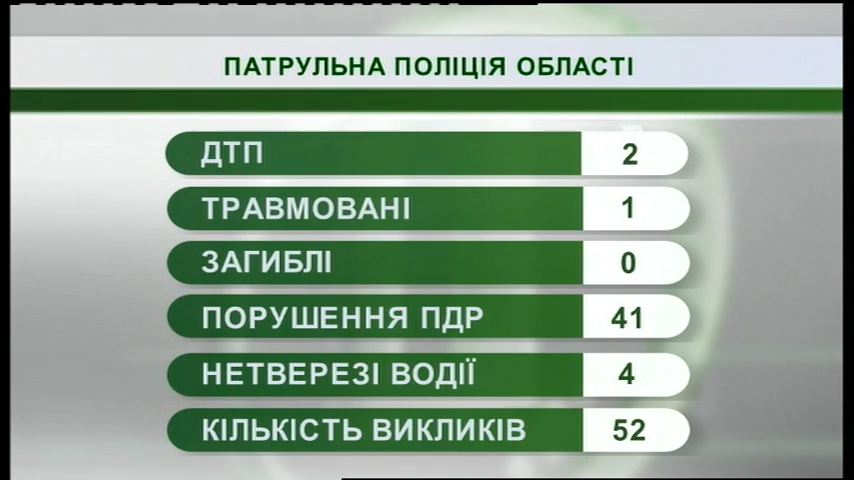 ПАТРУЛЬНА ПОЛІЦІЯ ОБЛАСТІ
ДТП 2
ТРАВМОВАНІ 1
ЗАГИБЛІ 0
ПОРУШЕННЯ ПДР 41
НЕТВЕРЕЗІ ВОДІЇ 4
КІЛЬКІСТЬ ВИКЛИКІВ 52